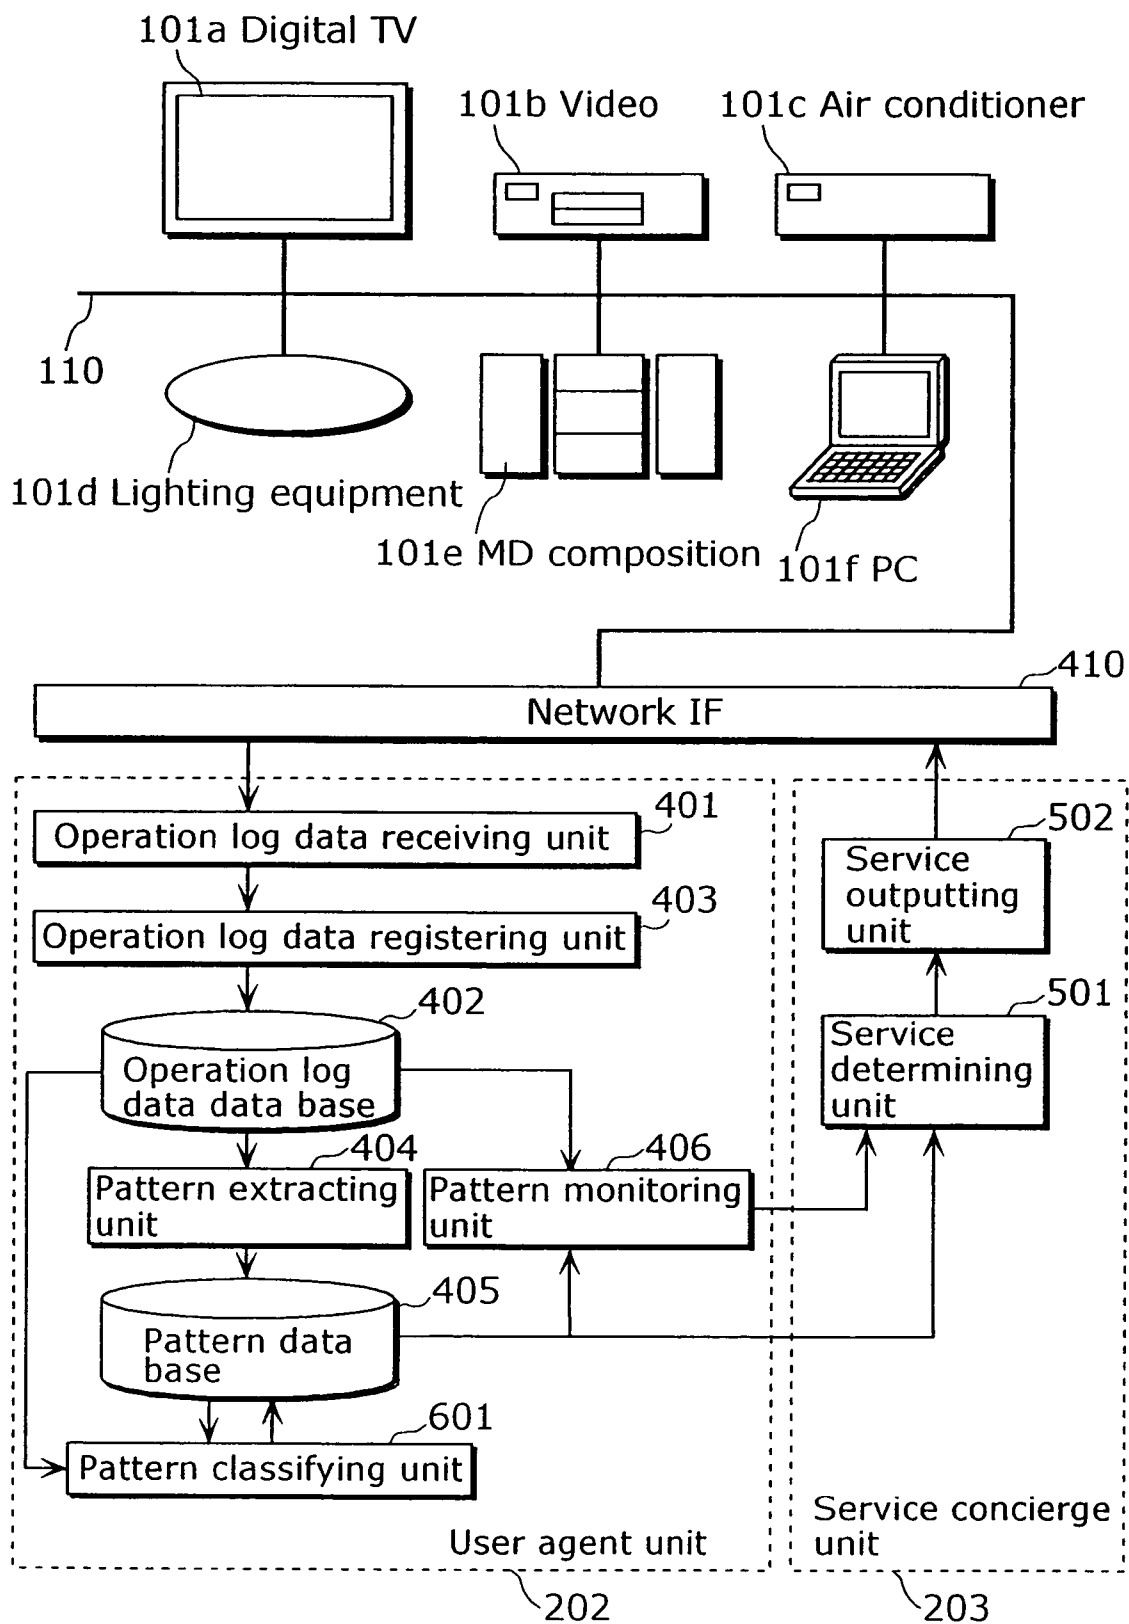 101a Digital TV
101b Video
101c Air conditioner
110
101d Lighting equipment
101e MD composition
101f PC
410
Network IF
401
Operation log data receiving unit
403
Operation log data registering unit
402
Operation log
data data base
404
Pattern extracting
unit
406
Pattern monitoring
unit
405
Pattern data
base
601
Pattern classifying unit
User agent unit
202
502
Service
outputting
unit
501
Service
determining
unit
Service concierge
unit
203